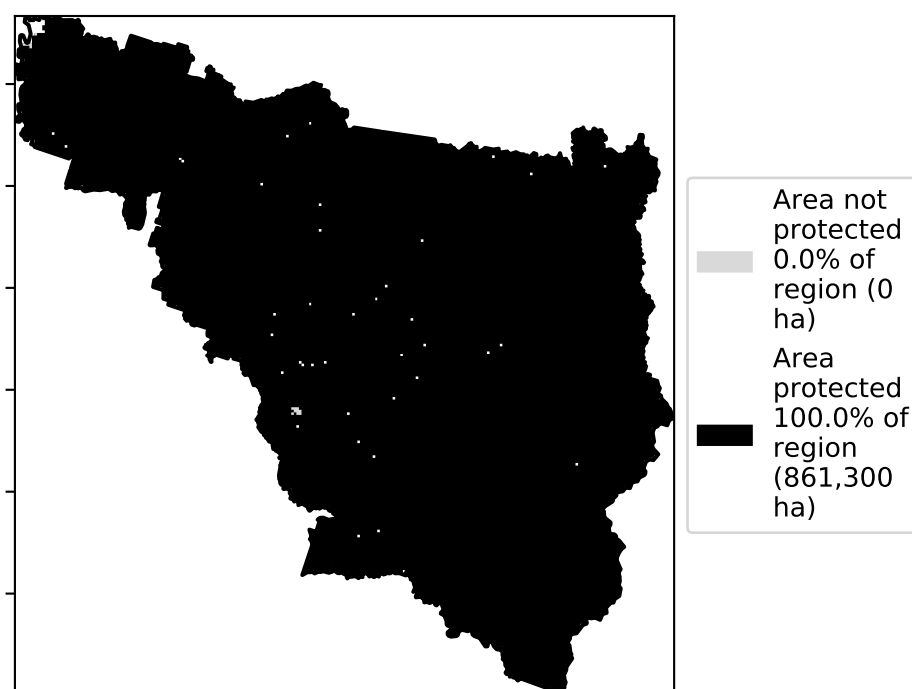 Area not
protected
0.0% of
region (0
ha)
Area
protected
100.0% of
region
(861,300
ha)